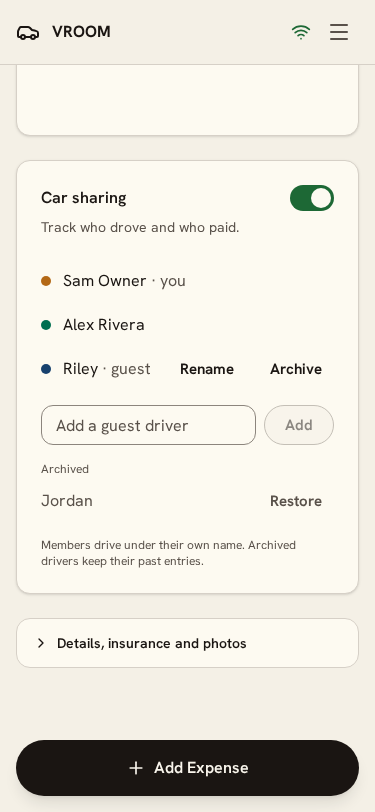 VROOM
Car sharing
Track who drove and who paid.
Sam Owner · you
Alex Rivera
Riley · guest Rename Archive
Add a guest driver Add
Archived
Jordan Restore
Members drive under their own name. Archived
drivers keep their past entries.
Details, insurance and photos
Add Expense